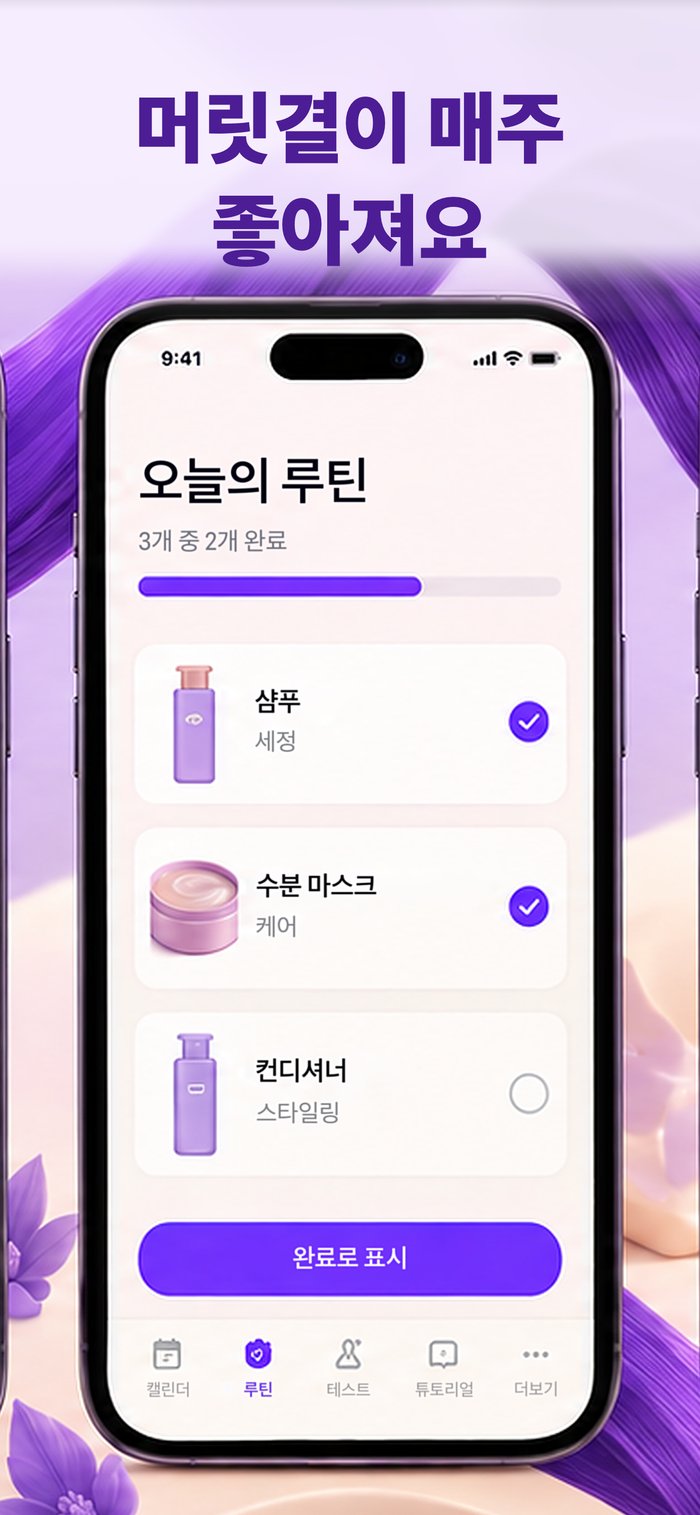 머릿결이 매주
좋아져요
9:41
오늘의 루틴
3개 중 2개 완료
샴푸
세정
수분 마스크
케어
컨디셔너
스타일링
완료로 표시
캘린더 루틴 테스트 튜토리얼 더보기